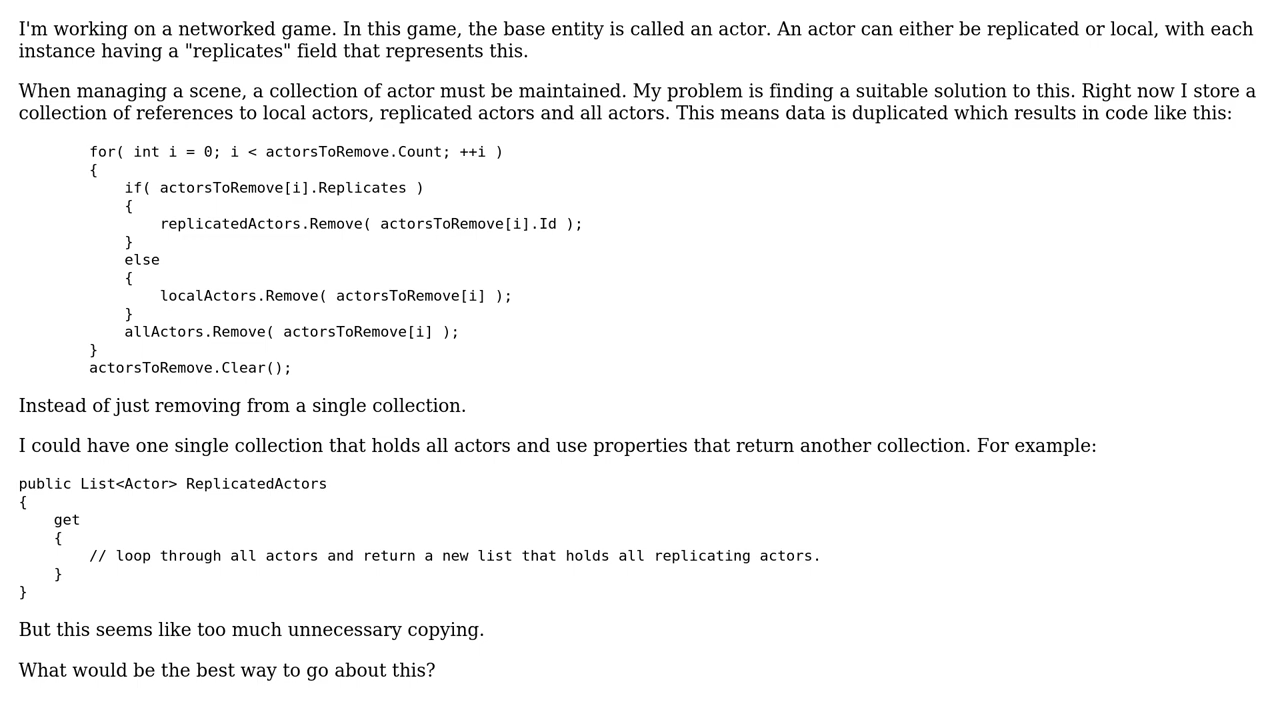 I'm working on a networked game. In this game, the base entity is called an actor. An actor can either be replicated or local, with each
instance having a "replicates" field that represents this.
When managing a scene, a collection of actor must be maintained. My problem is finding a suitable solution to this. Right now I store a
collection of references to local actors, replicated actors and all actors. This means data is duplicated which results in code like this:
for( int i = 0; i < actorsToRemove.Count; ++i )
{
if( actorsToRemove[i].Replicates )
{
replicatedActors.Remove( actorsToRemove[i].Id );
}
else
{
localActors.Remove( actorsToRemove[i] );
}
allActors.Remove( actorsToRemove[i] );
}
actorsToRemove.Clear();
Instead of just removing from a single collection.
I could have one single collection that holds all actors and use properties that return another collection. For example:
public List<Actor> ReplicatedActors
{
get
{
// loop through all actors and return a new list that holds all replicating actors.
}
}
But this seems like too much unnecessary copying.
What would be the best way to go about this?